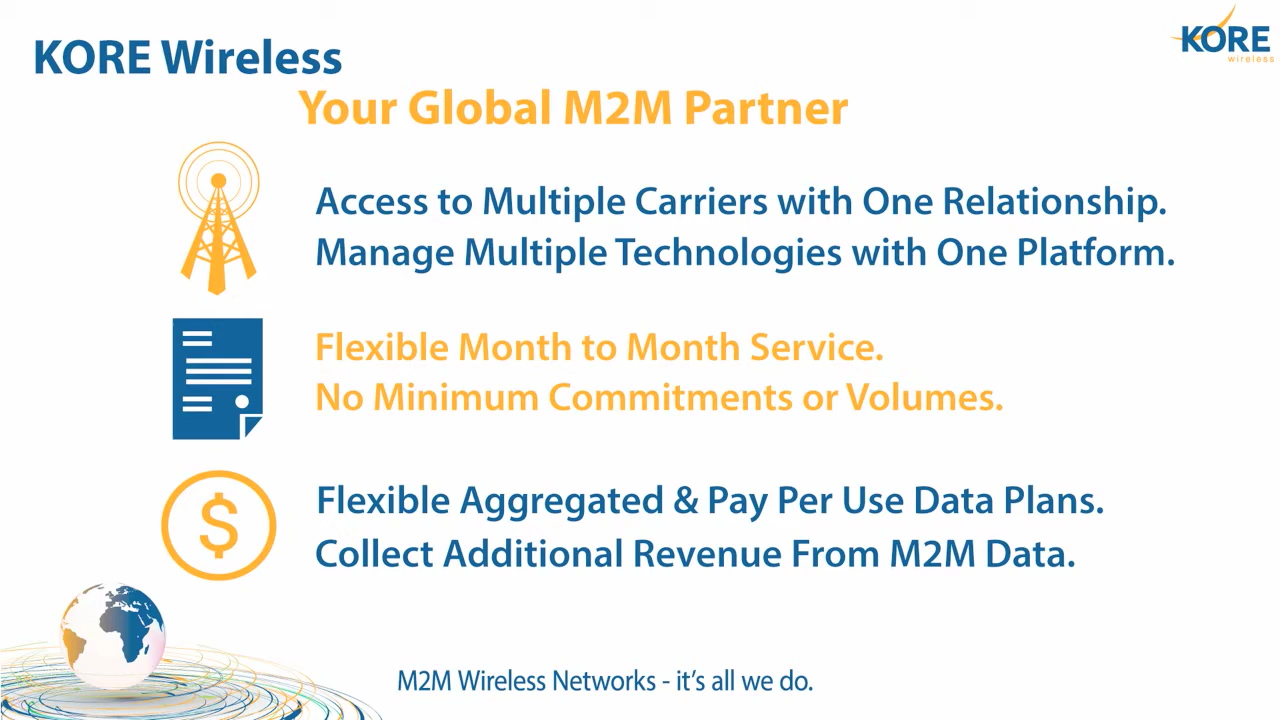 KORE Wireless
KORE
wireless
Your Global M2M Partner
Access to Multiple Carriers with One Relationship.
Manage Multiple Technologies with One Platform.
Flexible Month to Month Service.
No Minimum Commitments or Volumes.
$
Flexible Aggregated & Pay Per Use Data Plans.
Collect Additional Revenue From M2M Data.
M2M Wireless Networks - it's all we do.